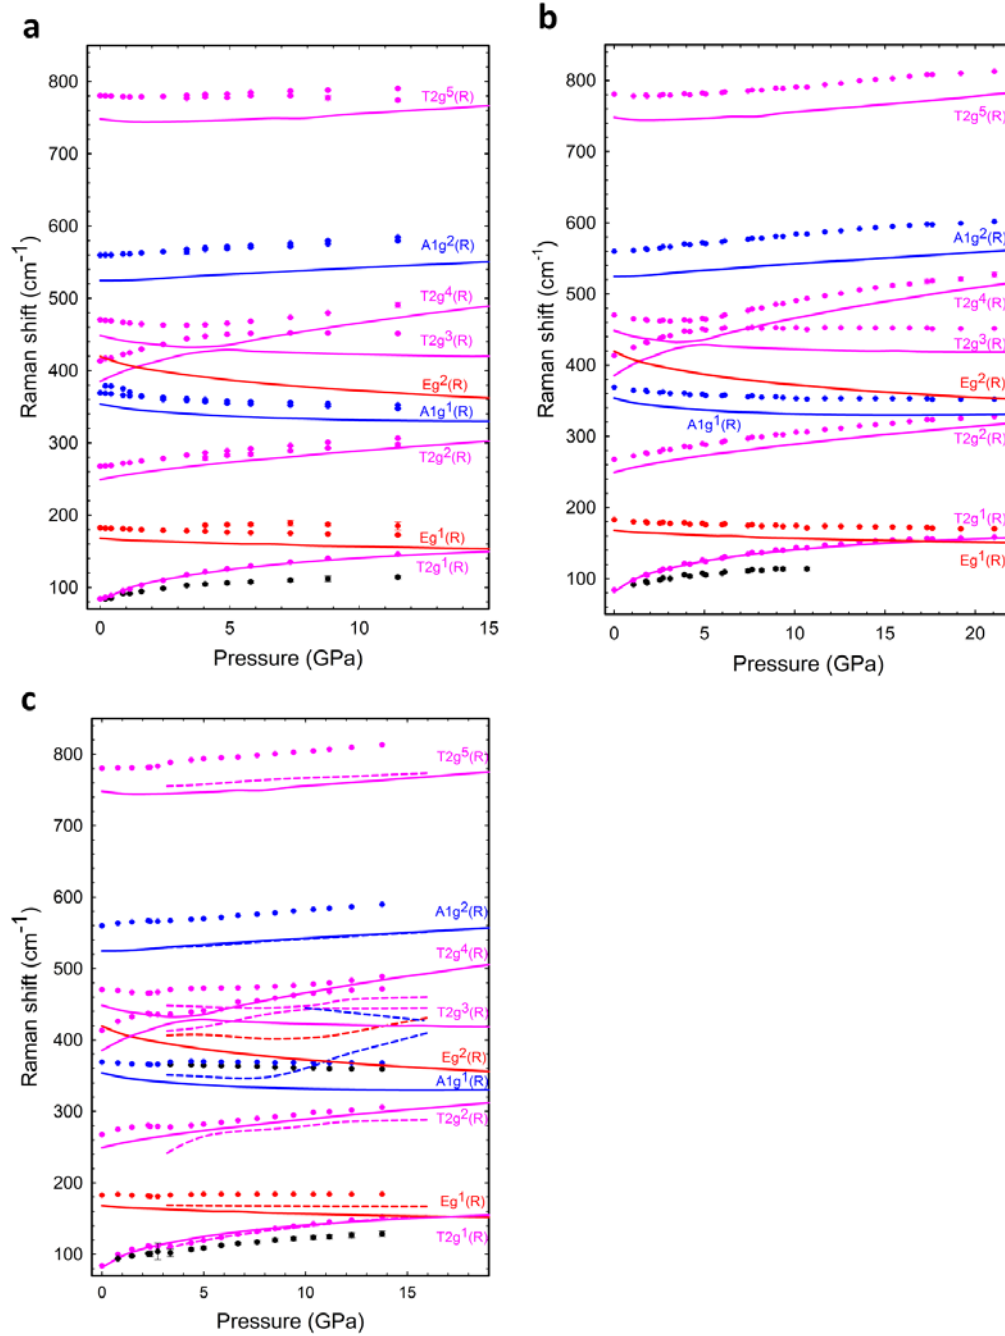 a
800
700
600
500
400
300
200
100
Raman shift (cm-1)
T2g5(R)
A1g2(R)
T2g4(R)
T2g3(R)
Eg2(R)
A1g1(R)
T2g2(R)
Eg1(R)
T2g1(R)
0 5 10 15
Pressure (GPa)
b
800
700
600
500
400
300
200
100
Raman shift (cm-1)
T2g5(R)
A1g2(R)
T2g4(R)
T2g3(R)
Eg2(R)
A1g1(R)
T2g2(R)
T2g1(R)
Eg1(R)
0 5 10 15 20
Pressure (GPa)
c
800
700
600
500
400
300
200
100
Raman shift (cm-1)
T2g5(R)
A1g2(R)
T2g4(R)
T2g3(R)
Eg2(R)
A1g1(R)
T2g2(R)
Eg1(R)
T2g1(R)
0 5 10 15
Pressure (GPa)